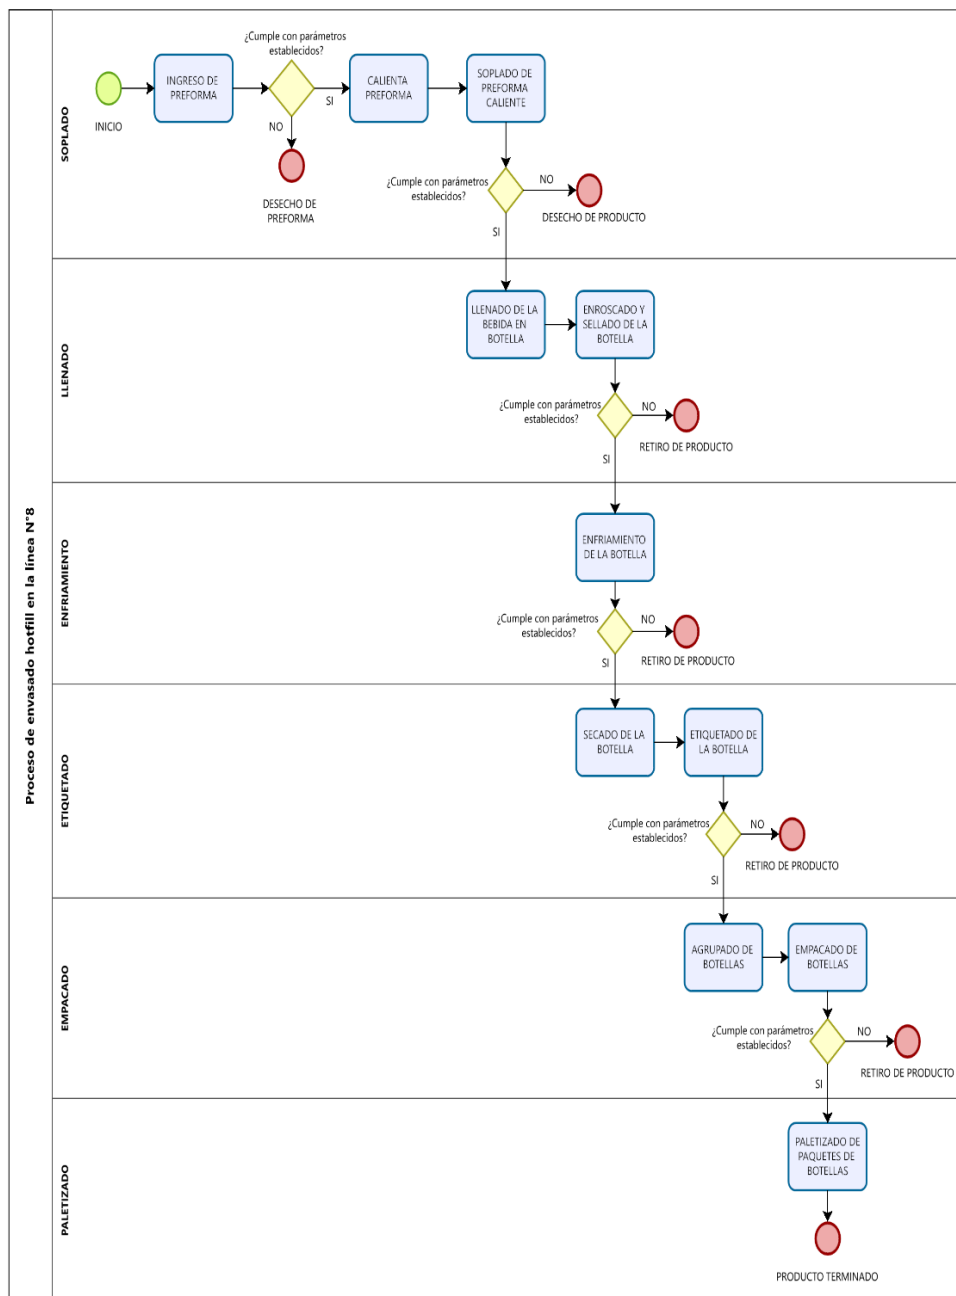 Proceso de envasado hotfill en la línea N°8
SOPLADO
INICIO
INGRESO DE
PREFORMA
¿Cumple con parámetros
establecidos?
SI
NO
DESECHO DE
PREFORMA
CALIENTA
PREFORMA
SOPLADO DE
PREFORMA
CALIENTE
¿Cumple con parámetros
establecidos?
NO
DESECHO DE PRODUCTO
SI
LLENADO
LLENADO DE LA
BEBIDA EN
BOTELLA
ENROSCADO Y
SELLADO DE LA
BOTELLA
¿Cumple con parámetros
establecidos?
NO
RETIRO DE PRODUCTO
SI
ENFRIAMIENTO
ENFRIAMIENTO
DE LA BOTELLA
¿Cumple con parámetros
establecidos?
NO
RETIRO DE PRODUCTO
SI
ETIQUETADO
SECADO DE LA
BOTELLA
ETIQUETADO DE
LA BOTELLA
¿Cumple con parámetros
establecidos?
NO
RETIRO DE PRODUCTO
SI
EMPACADO
AGRUPADO DE
BOTELLAS
EMPACADO DE
BOTELLAS
¿Cumple con parámetros
establecidos?
NO
RETIRO DE PRODUCTO
SI
PALETIZADO
PALETIZADO DE
PAQUETES DE
BOTELLAS
PRODUCTO TERMINADO